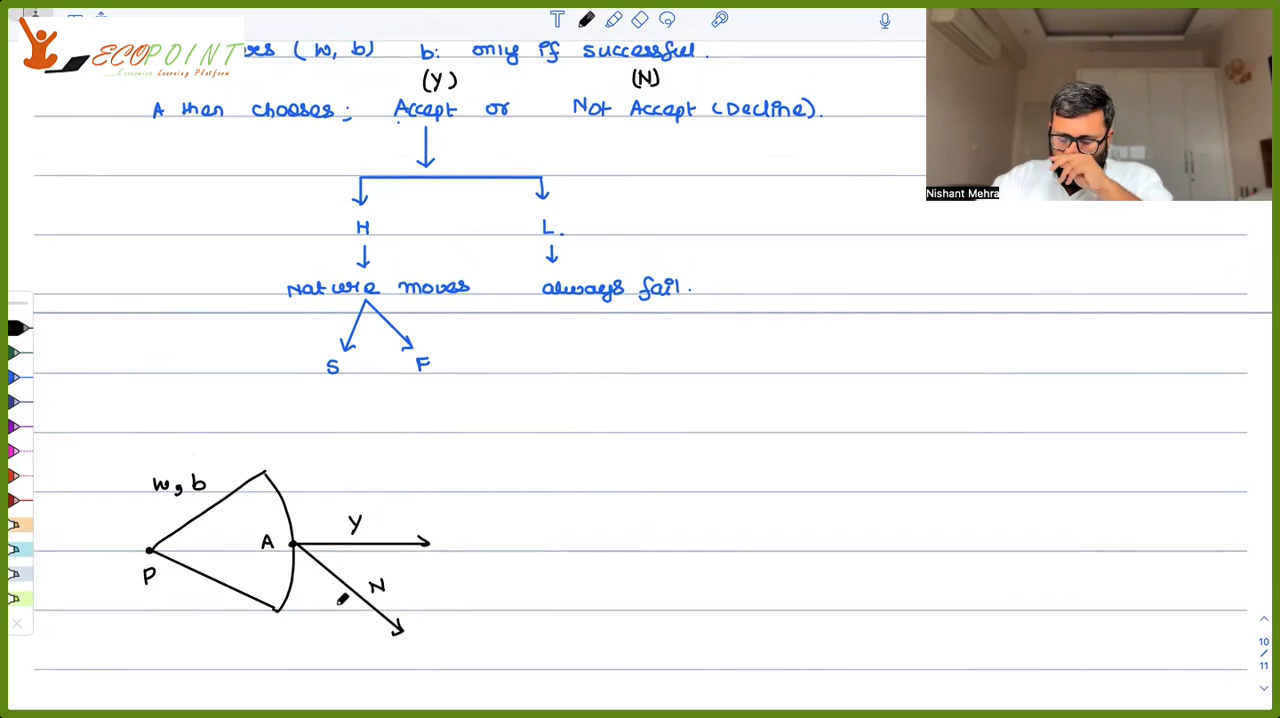 ECOPOINT
Economics Learning Platform
(w, b) b: only if successful.
(Y) (N)
A then chooses; Accept or Not Accept (Decline).
H L.
Nature moves always fail.
S F
w, b
Y
A
P
N
Nishant Mehra
10
/
11